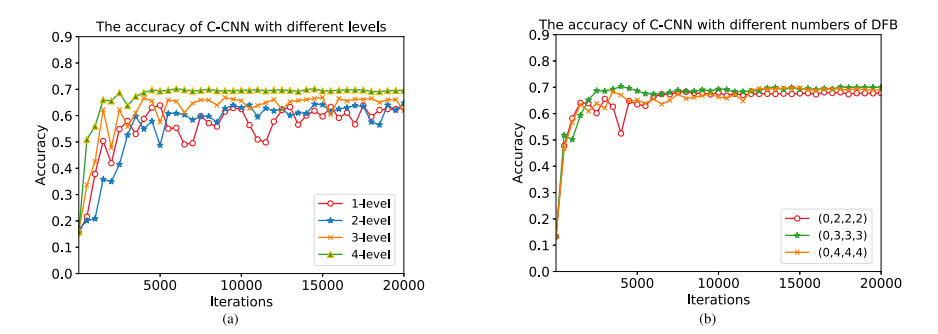 The accuracy of C-CNN with different levels
0.9
0.8
0.7
0.6
0.5
0.4
0.3
0.2
0.1
0.0
Accuracy
5000 10000 15000 20000
Iterations
1-level
2-level
3-level
4-level
(a)
The accuracy of C-CNN with different numbers of DFB
0.9
0.8
0.7
0.6
0.5
0.4
0.3
0.2
0.1
0.0
Accuracy
5000 10000 15000 20000
Iterations
(0,2,2,2)
(0,3,3,3)
(0,4,4,4)
(b)